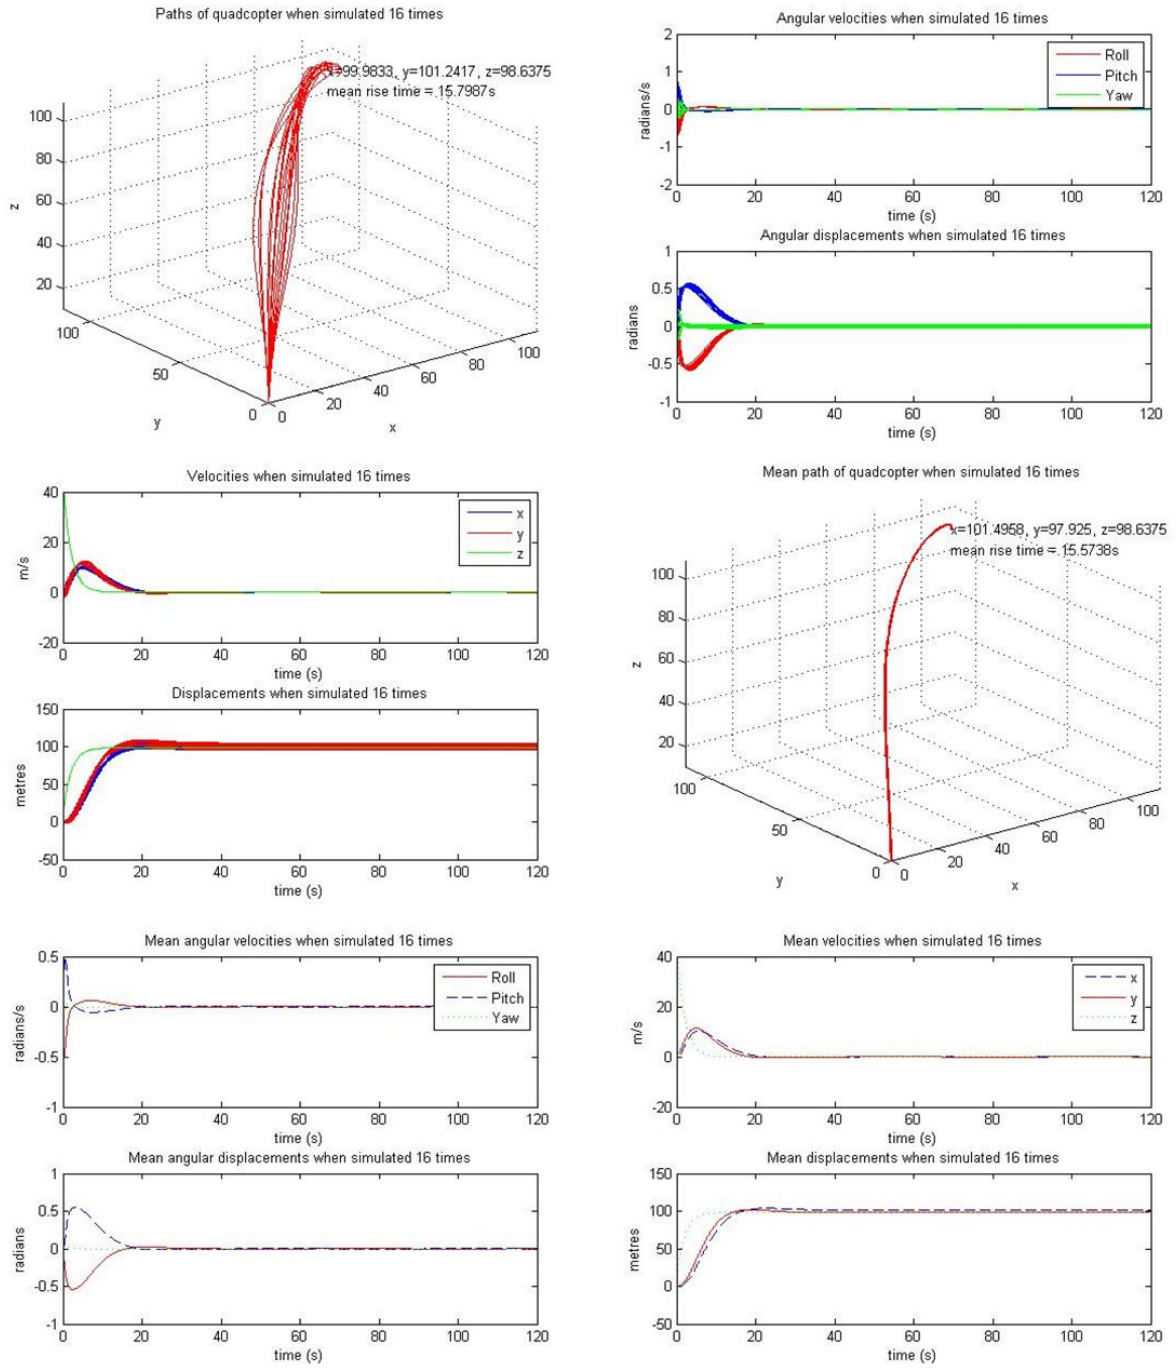 Paths of quadcopter when simulated 16 times
x=99.9833, y=101.2417, z=98.6375
mean rise time = 15.7987s
100
80
60
40
20
z
100
50
0
y
0
20
40
60
80
100
x
Angular velocities when simulated 16 times
2
1
0
-1
-2
radians/s
Roll
Pitch
Yaw
0 20 40 60 80 100 120
time (s)
Angular displacements when simulated 16 times
1
0.5
0
-0.5
-1
radians
0 20 40 60 80 100 120
time (s)
Velocities when simulated 16 times
40
20
0
-20
m/s
x
y
z
0 20 40 60 80 100 120
time (s)
Displacements when simulated 16 times
150
100
50
0
-50
metres
0 20 40 60 80 100 120
time (s)
Mean path of quadcopter when simulated 16 times
x=101.4958, y=97.925, z=98.6375
mean rise time = 15.5738s
100
80
60
40
20
z
100
50
0
y
0
20
40
60
80
100
x
Mean angular velocities when simulated 16 times
0.5
0
-0.5
-1
radians/s
Roll
Pitch
Yaw
0 20 40 60 80 100 120
time (s)
Mean angular displacements when simulated 16 times
1
0.5
0
-0.5
-1
radians
0 20 40 60 80 100 120
time (s)
Mean velocities when simulated 16 times
40
20
0
-20
m/s
x
y
z
0 20 40 60 80 100 120
time (s)
Mean displacements when simulated 16 times
150
100
50
0
-50
metres
0 20 40 60 80 100 120
time (s)